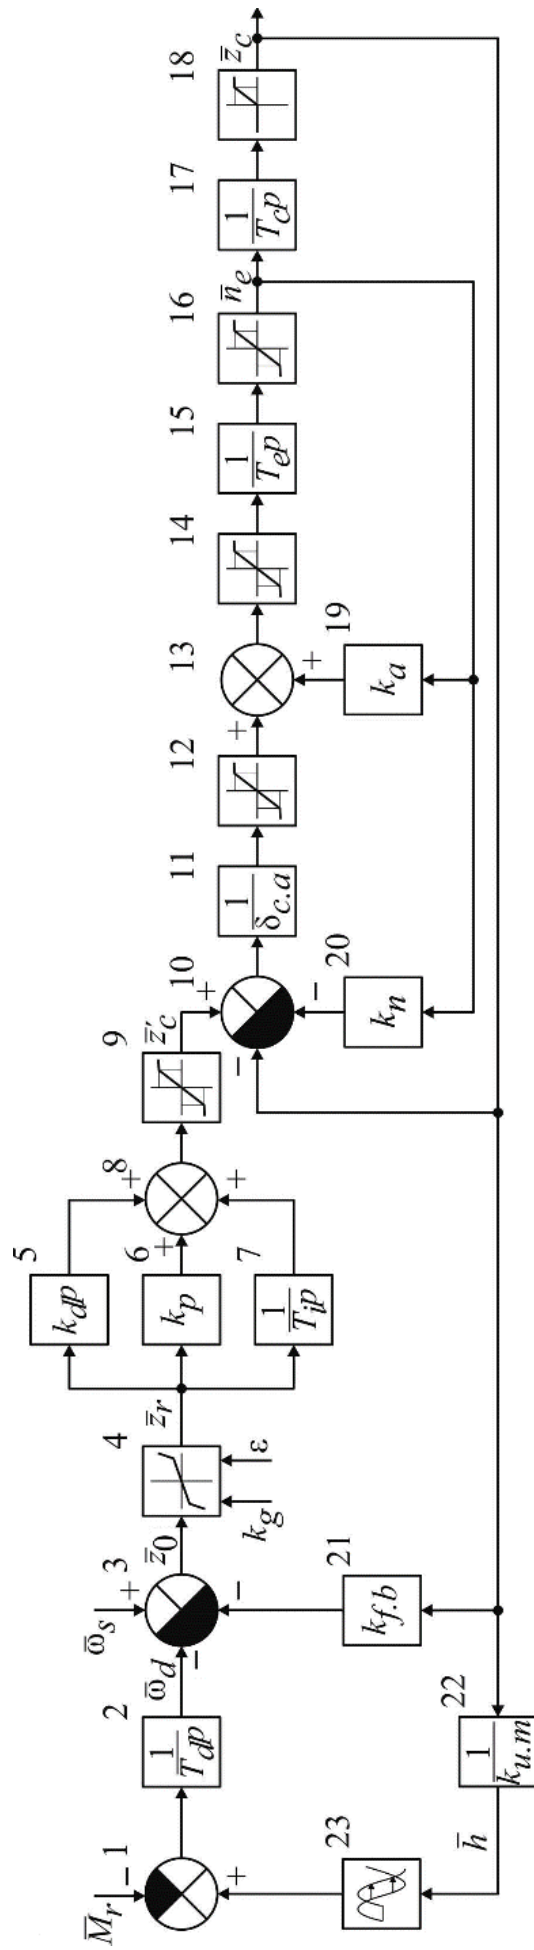 M̄r
−
1
+
1/Tdp
2
ω̄d
−
ω̄s
+
3
z̄0
−
4
kg
ε
z̄r
kdp
5
kp
6
1/Tip
7
+
+
+
8
9
z̄′c
+
10
−
−
1/δc.a
11
12
+
13
+
14
1/Tep
15
16
n̄e
1/Tcp
17
18
z̄c
ka
19
kn
20
kf.b
21
1/ku.m
22
h̄
23